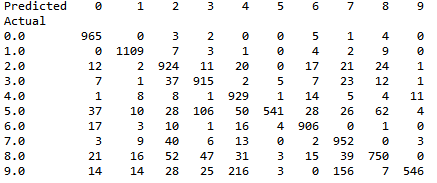 Predicted 0 1 2 3 4 5 6 7 8 9
Actual
0.0 965 0 3 2 0 0 5 1 4 0
1.0 0 1109 7 3 1 0 4 2 9 0
2.0 12 2 924 11 20 0 17 21 24 1
3.0 7 1 37 915 2 5 7 23 12 1
4.0 1 8 8 1 929 1 14 5 4 11
5.0 37 10 28 106 50 541 28 26 62 4
6.0 17 3 10 1 16 4 906 0 1 0
7.0 3 9 40 6 13 0 2 952 0 3
8.0 21 16 52 47 31 3 15 39 750 0
9.0 14 14 28 25 216 3 0 156 7 546